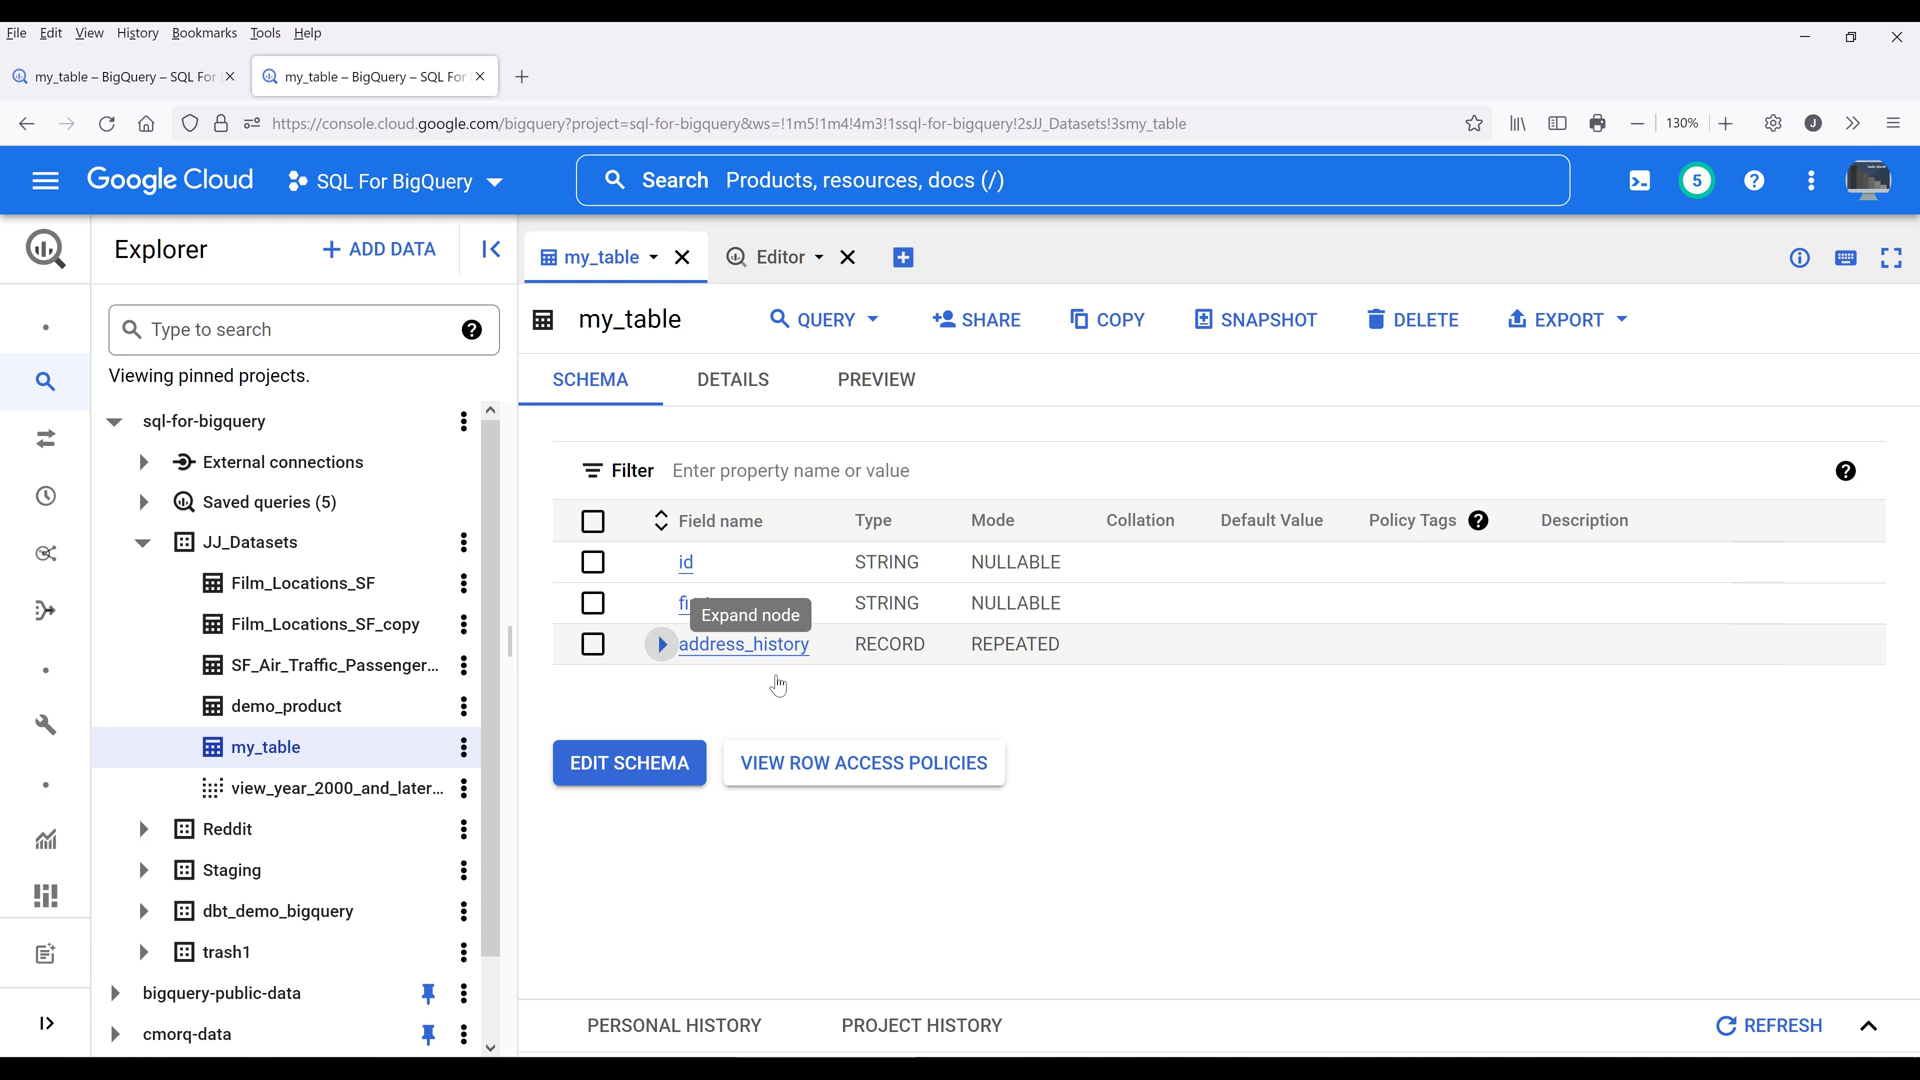 File Edit View History Bookmarks Tools Help
my_table – BigQuery – SQL For
my_table – BigQuery – SQL For
https://console.cloud.google.com/bigquery?project=sql-for-bigquery&ws=!1m5!1m4!4m3!1ssql-for-bigquery!2sJJ_Datasets!3smy_table
130%
J
Google Cloud
SQL For BigQuery
Search Products, resources, docs (/)
5
Explorer
ADD DATA
my_table
Editor
Type to search
Viewing pinned projects.
sql-for-bigquery
External connections
Saved queries (5)
JJ_Datasets
Film_Locations_SF
Film_Locations_SF_copy
SF_Air_Traffic_Passenger...
demo_product
my_table
view_year_2000_and_later...
Reddit
Staging
dbt_demo_bigquery
trash1
bigquery-public-data
cmorq-data
my_table
QUERY
SHARE
COPY
SNAPSHOT
DELETE
EXPORT
SCHEMA
DETAILS
PREVIEW
Filter Enter property name or value
Field name Type Mode Collation Default Value Policy Tags Description
id STRING NULLABLE
STRING NULLABLE
Expand node
address_history RECORD REPEATED
EDIT SCHEMA
VIEW ROW ACCESS POLICIES
PERSONAL HISTORY
PROJECT HISTORY
REFRESH